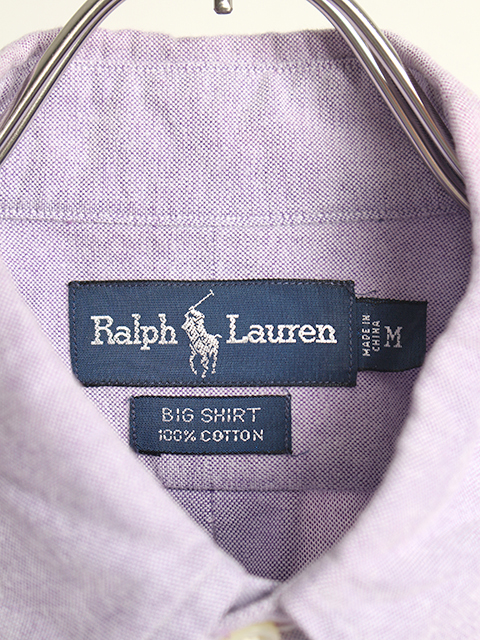 Ralph Lauren
MADE IN
CHINA
M
BIG SHIRT
100% COTTON